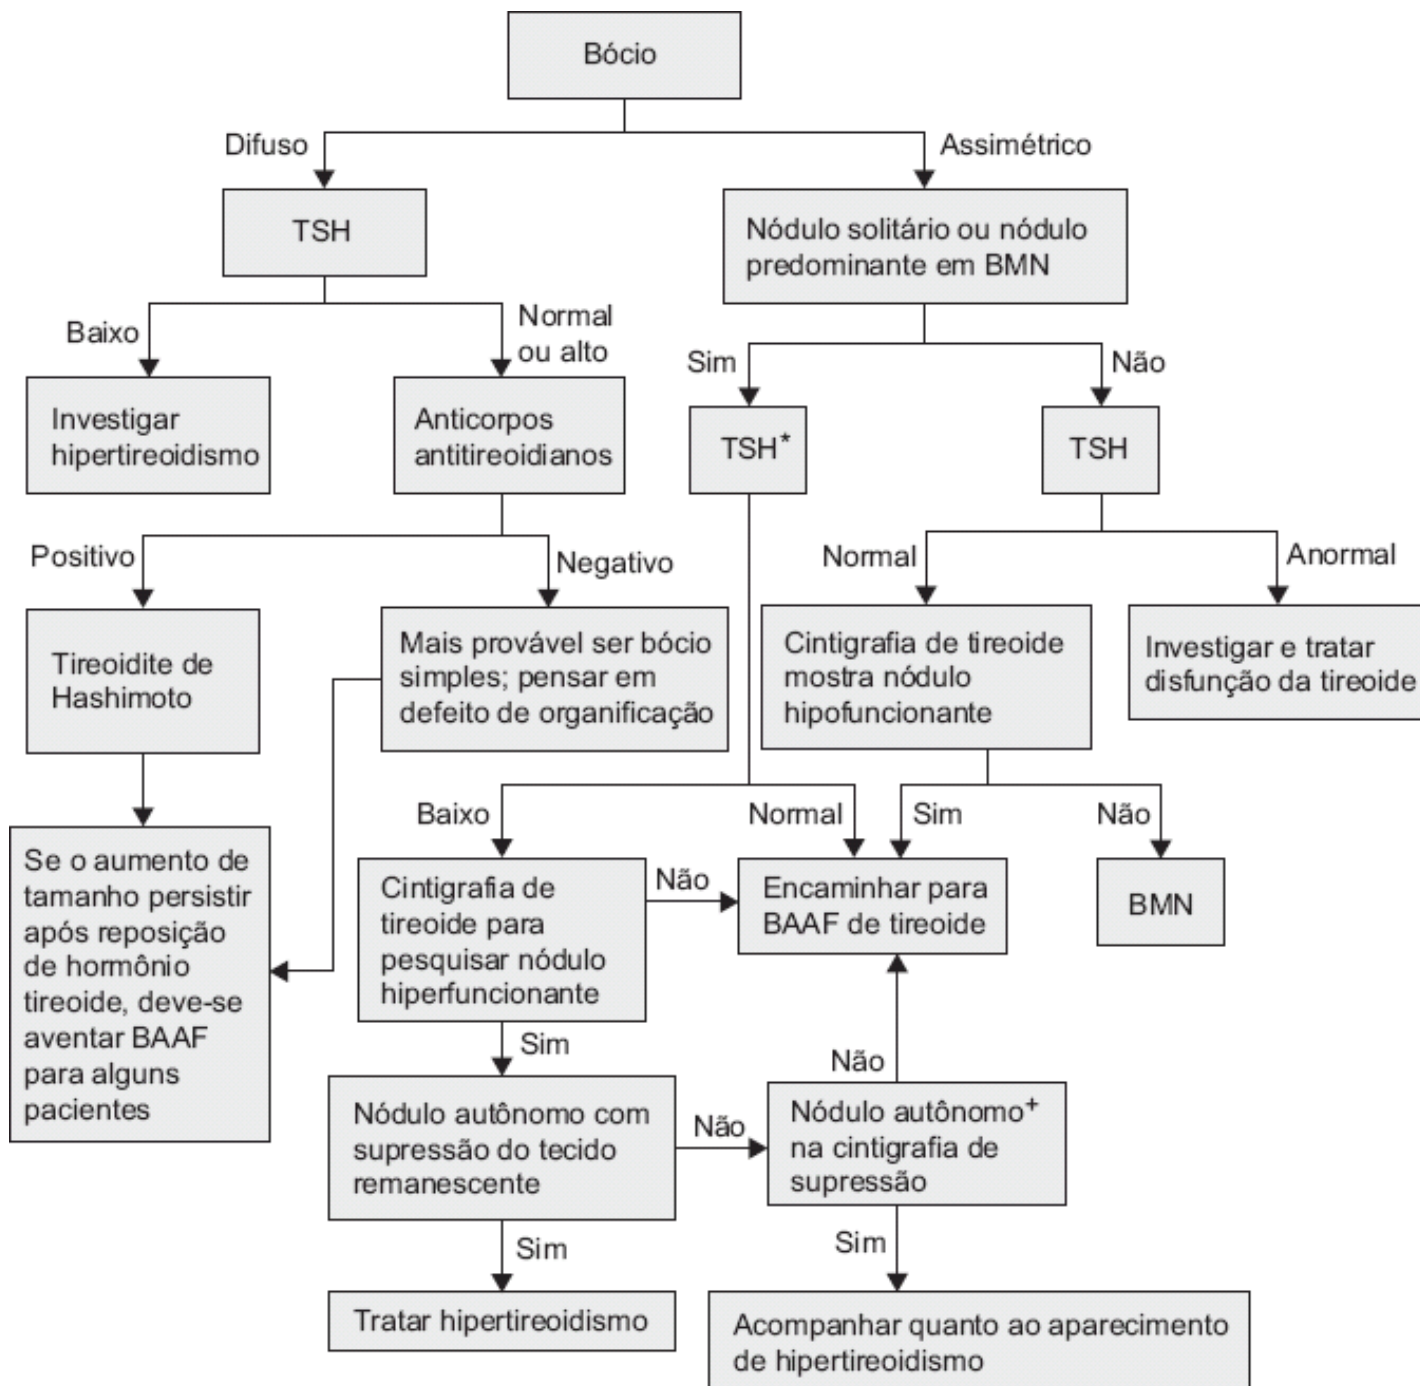 Bócio
Difuso
Assimétrico
TSH
Nódulo solitário ou nódulo
predominante em BMN
Baixo
Normal
ou alto
Sim
Não
Investigar
hipertireoidismo
Anticorpos
antitireoidianos
TSH*
TSH
Positivo
Negativo
Normal
Anormal
Tireoidite de
Hashimoto
Mais provável ser bócio
simples; pensar em
defeito de organificação
Cintigrafia de tireoide
mostra nódulo
hipofuncionante
Investigar e tratar
disfunção da tireoide
Baixo
Normal
Sim
Não
Se o aumento de
tamanho persistir
após reposição
de hormônio
tireoide, deve-se
aventar BAAF
para alguns
pacientes
Cintigrafia de
tireoide para
pesquisar nódulo
hiperfuncionante
Não
Encaminhar para
BAAF de tireoide
BMN
Sim
Não
Nódulo autônomo com
supressão do tecido
remanescente
Não
Nódulo autônomo+
na cintigrafia de
supressão
Sim
Sim
Tratar hipertireoidismo
Acompanhar quanto ao aparecimento
de hipertireoidismo